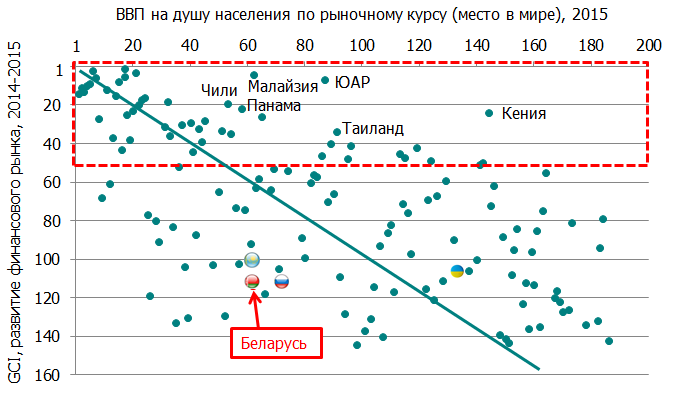 ВВП на душу населения по рыночному курсу (место в мире), 2015
1 20 40 60 80 100 120 140 160 180 200
GCI, развитие финансового рынка, 2014-2015
1
20
40
60
80
100
120
140
160
Чили
Малайзия
ЮАР
Панама
Кения
Таиланд
Беларусь